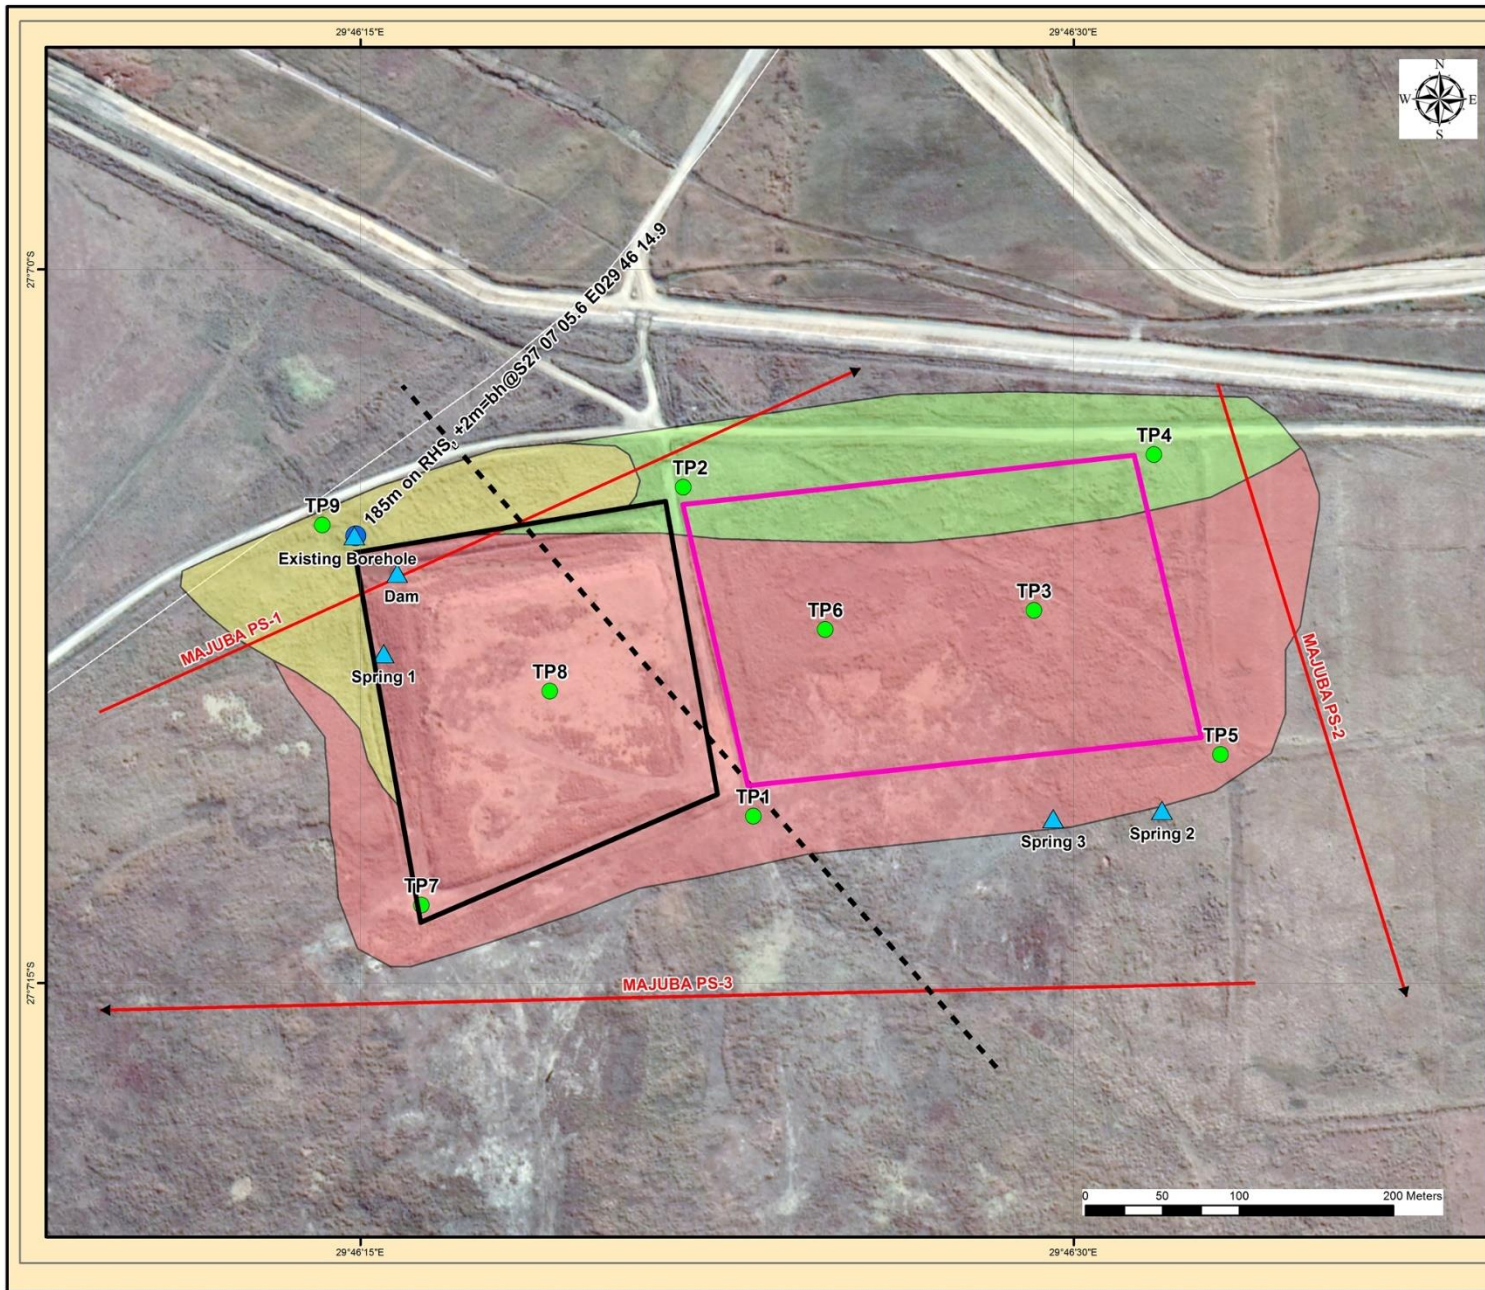 29°46'15"E
29°46'30"E
N
W
E
S
27°7'0"S
185m on RHS, +2m=bh@S27 07 05.6 E029 46 14.9
TP4
TP2
TP9
Existing Borehole
Dam
TP3
TP6
MAJUBA PS-1
MAJUBA PS-2
Spring 1
TP8
TP5
TP1
Spring 3
Spring 2
TP7
27°7'15"S
MAJUBA PS-3
0 50 100 200 Meters
29°46'15"E
29°46'30"E